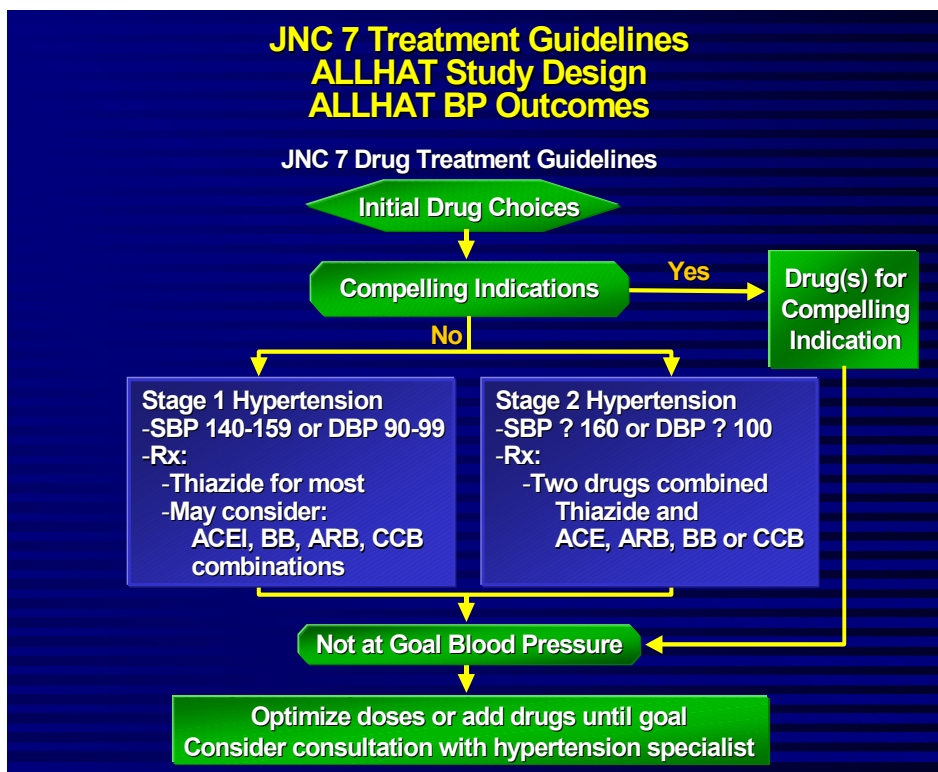 JNC 7 Treatment Guidelines
ALLHAT Study Design
ALLHAT BP Outcomes
JNC 7 Drug Treatment Guidelines
Initial Drug Choices
Compelling Indications
Yes
Drug(s) for
Compelling
Indication
No
Stage 1 Hypertension
-SBP 140-159 or DBP 90-99
-Rx:
-Thiazide for most
-May consider:
ACEI, BB, ARB, CCB
combinations
Stage 2 Hypertension
-SBP ? 160 or DBP ? 100
-Rx:
-Two drugs combined
Thiazide and
ACE, ARB, BB or CCB
Not at Goal Blood Pressure
Optimize doses or add drugs until goal
Consider consultation with hypertension specialist